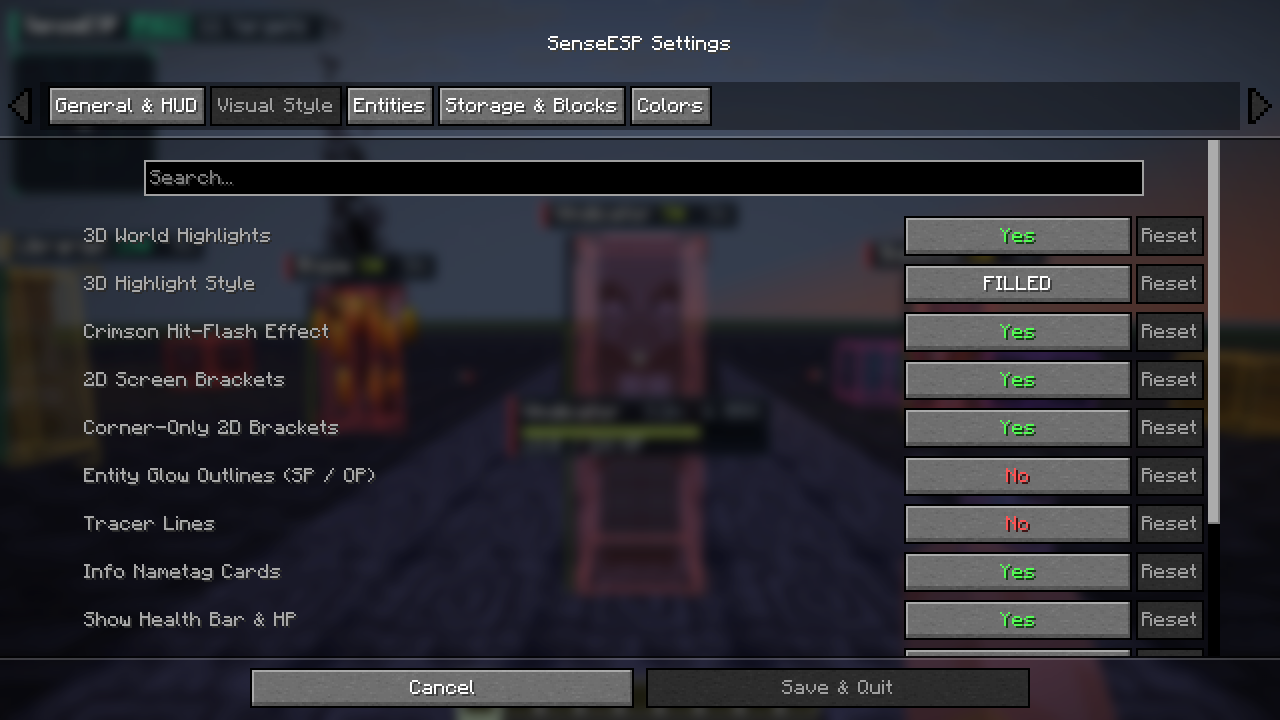 SenseESP Settings
General & HUD
Visual Style
Entities
Storage & Blocks
Colors
Search...
3D World Highlights Yes Reset
3D Highlight Style FILLED Reset
Crimson Hit-Flash Effect Yes Reset
2D Screen Brackets Yes Reset
Corner-Only 2D Brackets Yes Reset
Entity Glow Outlines (SP / OP) No Reset
Tracer Lines No Reset
Info Nametag Cards Yes Reset
Show Health Bar & HP Yes Reset
Cancel
Save & Quit